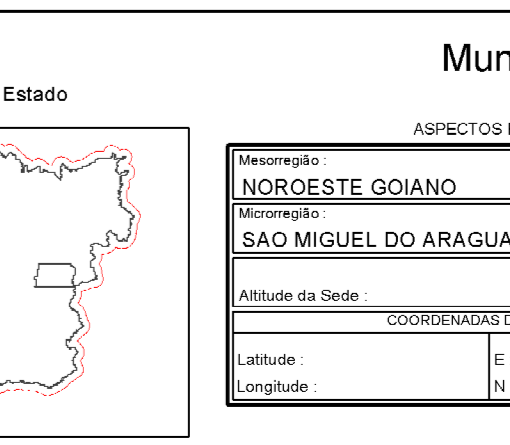 Mun
Estado
ASPECTOS
Mesorregião :
NOROESTE GOIANO
Microrregião :
SAO MIGUEL DO ARAGUA
Altitude da Sede :
COORDENADAS D
Latitude :
E
Longitude :
N